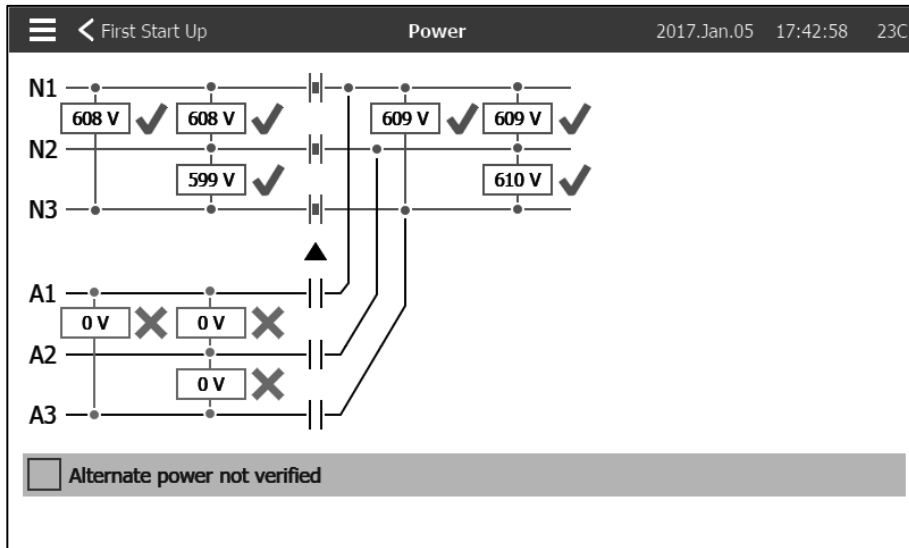 First Start Up Power 2017.Jan.05 17:42:58 23C
N1
608 V 608 V 609 V 609 V
N2
599 V 610 V
N3
A1
0 V 0 V
A2
0 V
A3
Alternate power not verified